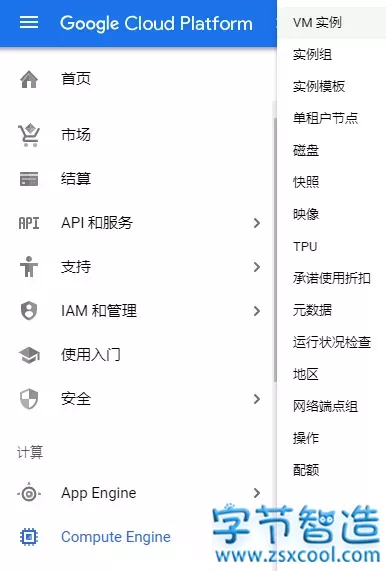 Google Cloud Platform
首页
市场
结算
API API 和服务
支持
IAM 和管理
使用入门
安全
计算
App Engine
Compute Engine
VM 实例
实例组
实例模板
单租户节点
磁盘
快照
映像
TPU
承诺使用折扣
元数据
运行状况检查
地区
网络端点组
操作
配额
字节智造
www.zsxcool.com